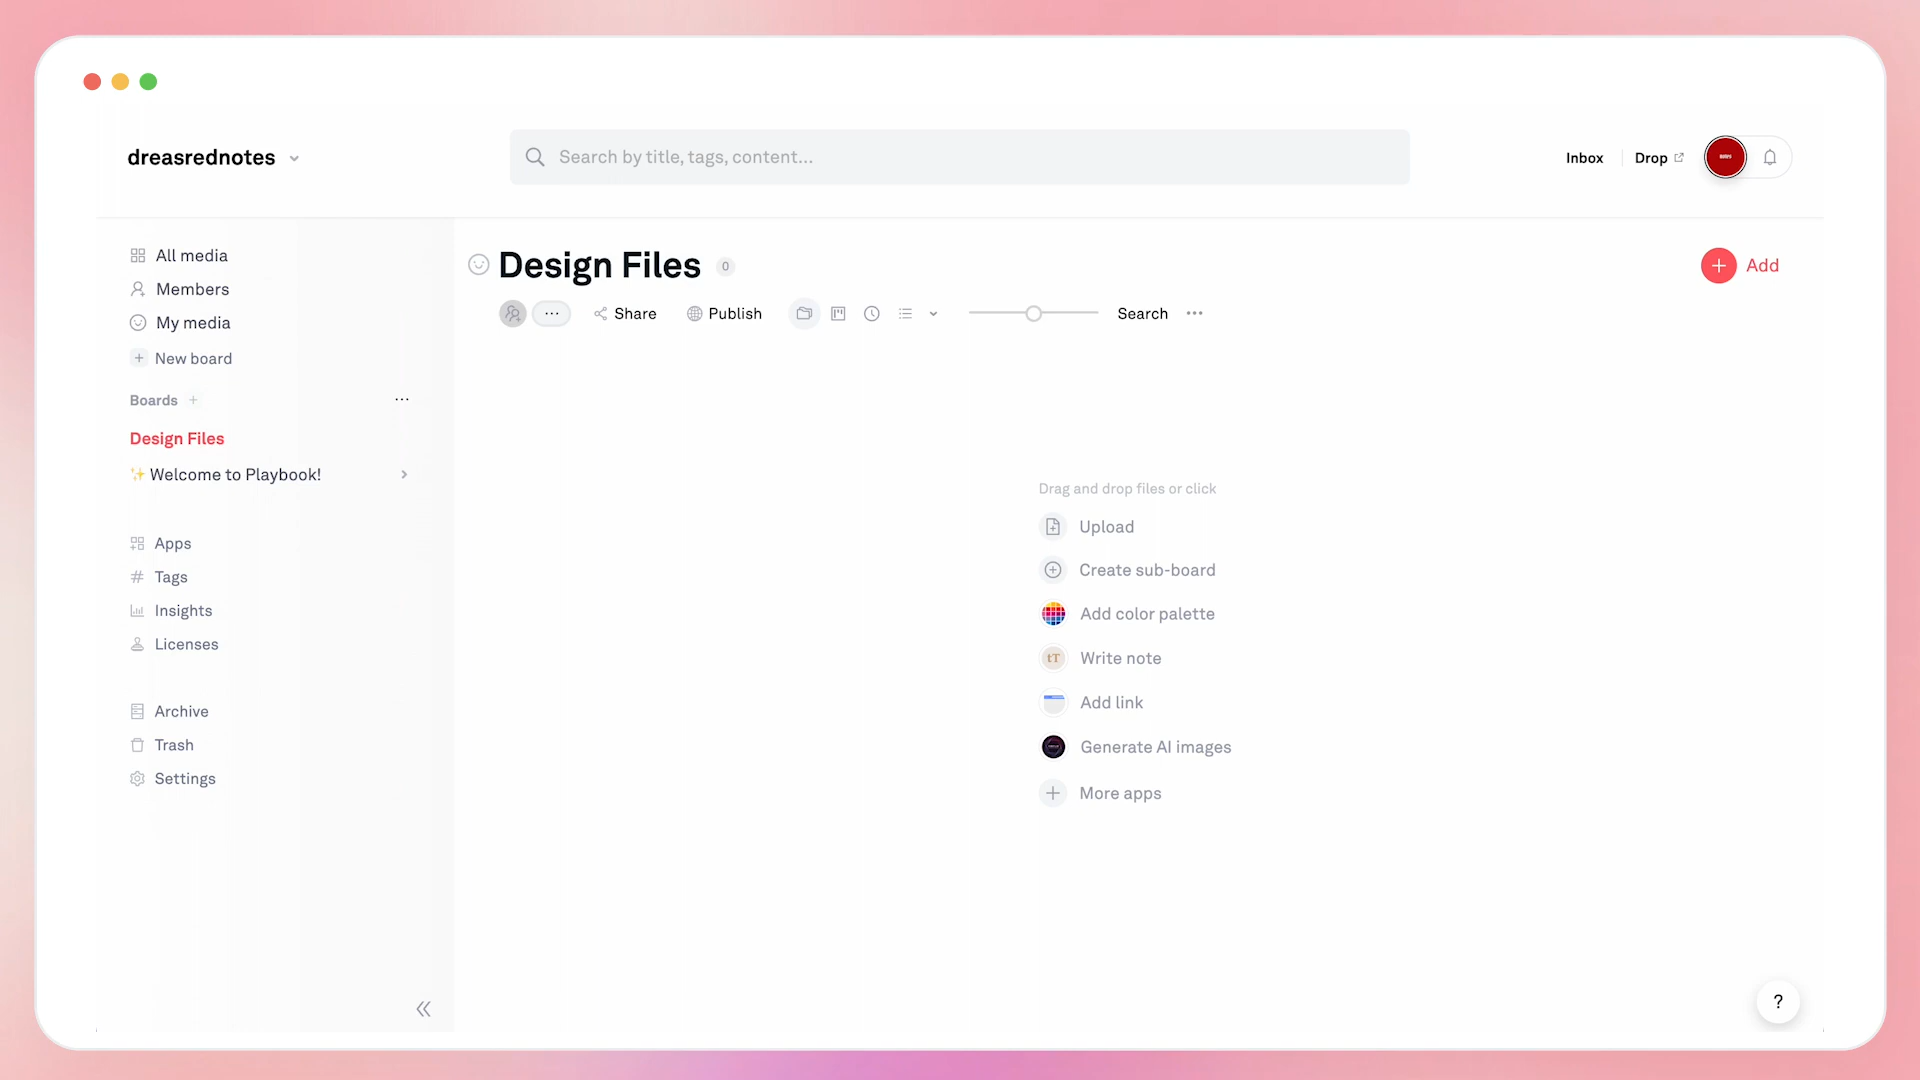 dreasrednotes
Search by title, tags, content...
Inbox
Drop
All media
Members
My media
New board
Boards
Design Files
✨ Welcome to Playbook!
Apps
Tags
Insights
Licenses
Archive
Trash
Settings
Design Files 0
Share
Publish
Search
Add
Drag and drop files or click
Upload
Create sub-board
Add color palette
tT Write note
Add link
Generate AI images
More apps
?